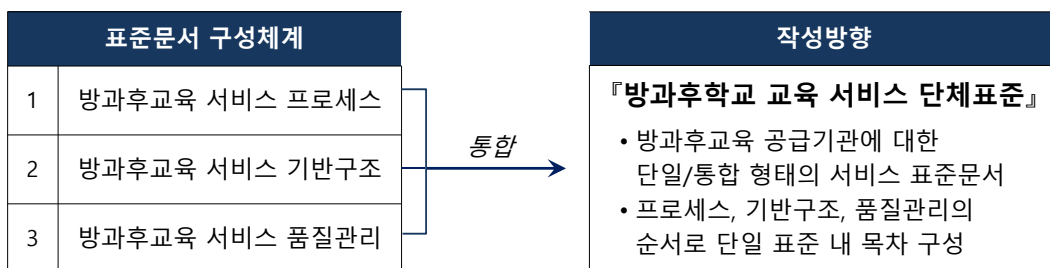 표준문서 구성체계
1 방과후교육 서비스 프로세스
2 방과후교육 서비스 기반구조
3 방과후교육 서비스 품질관리
통합
작성방향
『방과후학교 교육 서비스 단체표준』
• 방과후교육 공급기관에 대한
단일/통합 형태의 서비스 표준문서
• 프로세스, 기반구조, 품질관리의
순서로 단일 표준 내 목차 구성